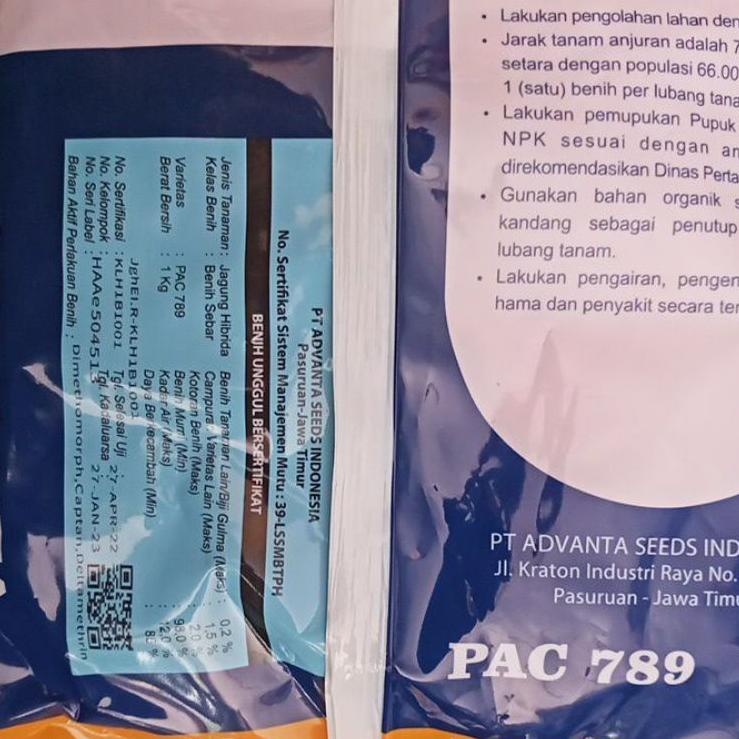 PT ADVANTA SEEDS INDONESIA
Pasuruan-Jawa Timur
No. Sertifikat Sistem Manajemen Mutu : 39-LSSMBTPH
BENIH UNGGUL BERSERTIFIKAT
Jenis Tanaman : Jagung Hibrida Benih Tanaman Lain/Biji Gulma (Maks) : 0.2 %
Kelas Benih : Benih Sebar Campuran Varietas Lain (Maks) : 1,5 %
Kotoran Benih (Maks) : 2.0 %
Varietas : PAC 789 Benih Murni (Min) : 98.0 %
Berat Bersih : 1 Kg Kadar Air (Maks) : 12,0 %
Daya Berkecambah (Min) :
JghEI.R-KLH1B1001
No. Sertifikasi : KLH1B1001 Tgl. Selesai Uji 27-APR-22
No. Kelompok : Tgl. Kadaluarsa 27-JAN-23
No. Seri Label : HAAe504513
Bahan Aktif Perlakuan Benih : Dimethomorph,Captan,Deltamethrin
• Lakukan pengolahan lahan den
• Jarak tanam anjuran adalah 7
setara dengan populasi 66.00
1 (satu) benih per lubang tana
• Lakukan pemupukan Pupuk
NPK sesuai dengan an
direkomendasikan Dinas Perta
• Gunakan bahan organik s
kandang sebagai penutup
lubang tanam.
• Lakukan pengairan, pengen
hama dan penyakit secara ter
PT ADVANTA SEEDS IND
Jl. Kraton Industri Raya No.
Pasuruan - Jawa Timu
PAC 789